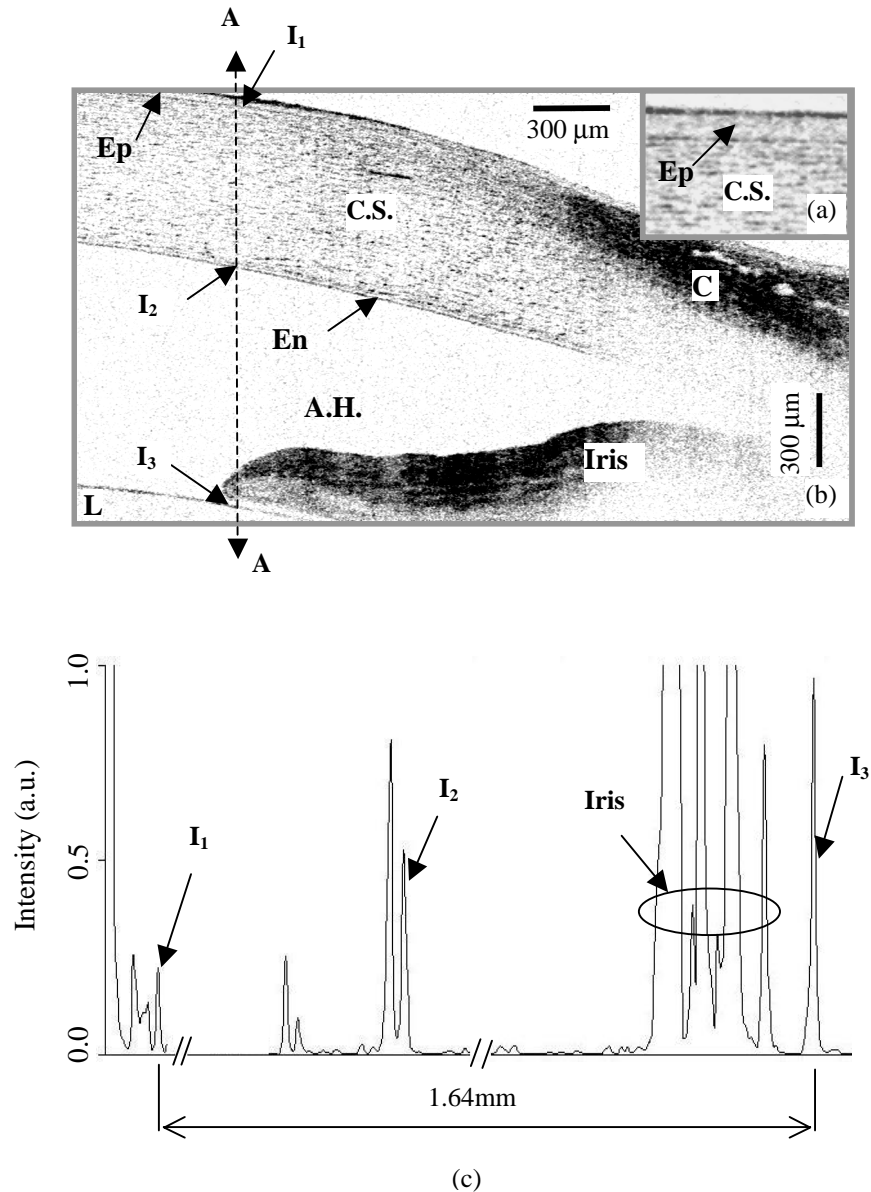 A
I₁
300 µm
Ep
Ep
C.S.
C.S.
(a)
C
I₂
En
A.H.
300 µm
I₃
Iris
L
(b)
A
1.0
0.5
0.0
Intensity (a.u.)
I₁
I₂
Iris
I₃
1.64mm
(c)